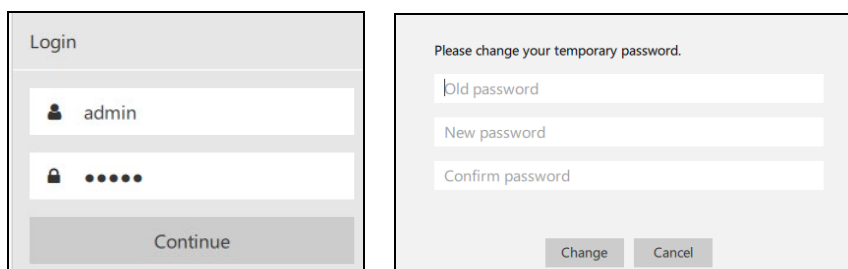 Login
admin
•••••
Continue
Please change your temporary password.
Old password
New password
Confirm password
Change
Cancel